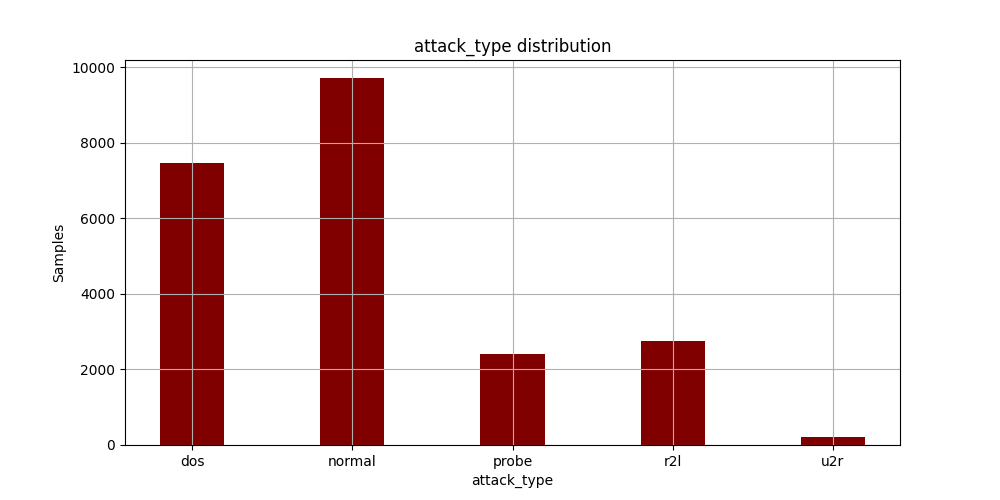 attack_type distribution
10000
8000
6000
4000
2000
0
Samples
dos normal probe r2l u2r
attack_type